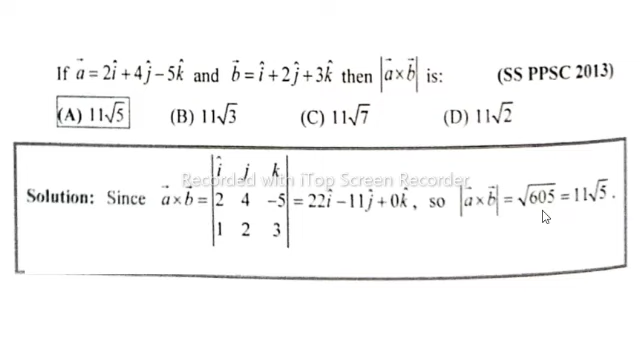 If a⃗ = 2î + 4ĵ − 5k̂ and b⃗ = î + 2ĵ + 3k̂ then |a⃗ × b⃗| is: (SS PPSC 2013)
(A) 11√5 (B) 11√3 (C) 11√7 (D) 11√2
Recorded with iTop Screen Recorder
Solution: Since a⃗ × b⃗ = |î j k; 2 4 −5; 1 2 3| = 22î − 11ĵ + 0k̂ , so |a⃗ × b⃗| = √605 = 11√5 .